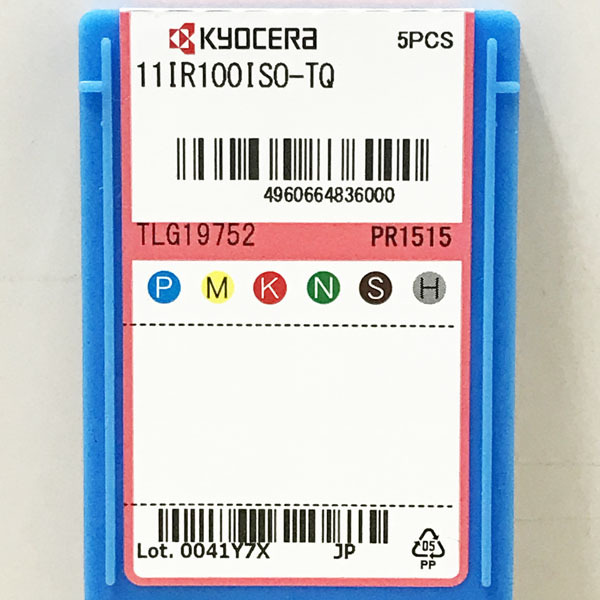 KYOCERA 5PCS
11IR100ISO-TQ
4960664836000
TLG19752 PR1515
P M K N S H
Lot. 0041Y7X JP
05
PP